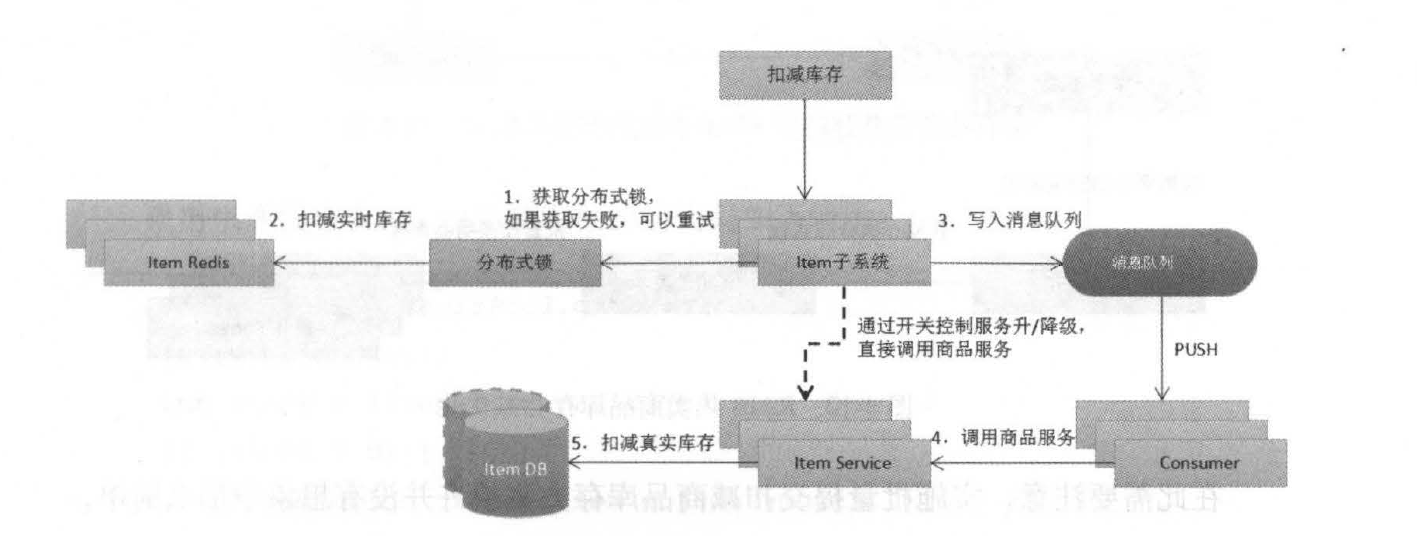 扣减库存
1. 获取分布式锁，
如果获取失败，可以重试
2. 扣减实时库存
3. 写入消息队列
Item Redis
分布式锁
Item子系统
消息队列
通过开关控制服务升/降级，
直接调用商品服务
PUSH
5. 扣减真实库存
4. 调用商品服务
Item DB
Item Service
Consumer